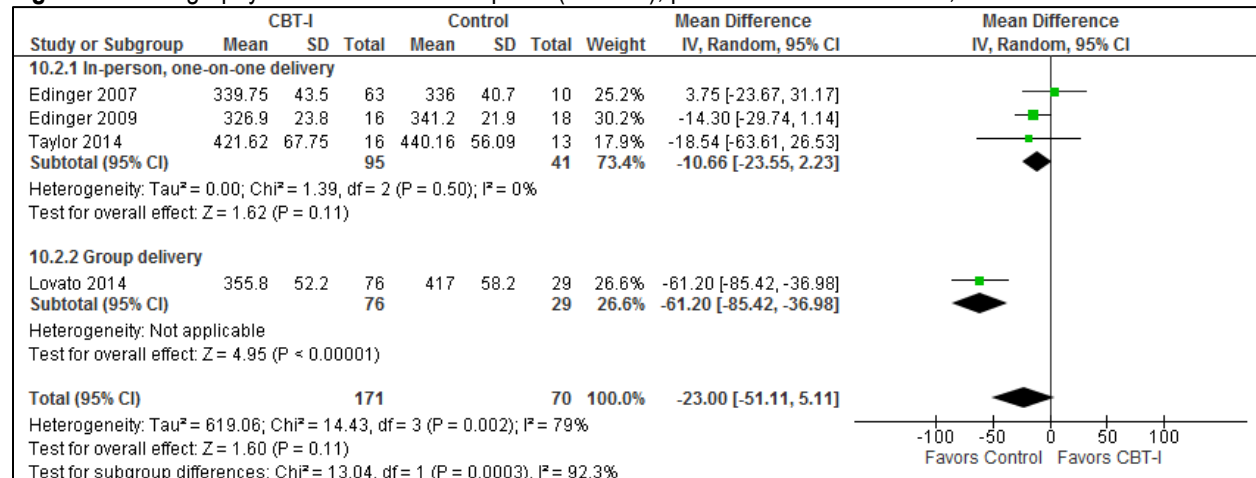 CBT-I Control Mean Difference Mean Difference
Study or Subgroup Mean SD Total Mean SD Total Weight IV, Random, 95% CI IV, Random, 95% CI
10.2.1 In-person, one-on-one delivery
Edinger 2007 339.75 43.5 63 336 40.7 10 25.2% 3.75 [-23.67, 31.17]
Edinger 2009 326.9 23.8 16 341.2 21.9 18 30.2% -14.30 [-29.74, 1.14]
Taylor 2014 421.62 67.75 16 440.16 56.09 13 17.9% -18.54 [-63.61, 26.53]
Subtotal (95% CI) 95 41 73.4% -10.66 [-23.55, 2.23]
Heterogeneity: Tau² = 0.00; Chi² = 1.39, df = 2 (P = 0.50); I² = 0%
Test for overall effect: Z = 1.62 (P = 0.11)
10.2.2 Group delivery
Lovato 2014 355.8 52.2 76 417 58.2 29 26.6% -61.20 [-85.42, -36.98]
Subtotal (95% CI) 76 29 26.6% -61.20 [-85.42, -36.98]
Heterogeneity: Not applicable
Test for overall effect: Z = 4.95 (P < 0.00001)
Total (95% CI) 171 70 100.0% -23.00 [-51.11, 5.11]
Heterogeneity: Tau² = 619.06; Chi² = 14.43, df = 3 (P = 0.002); I² = 79%
Test for overall effect: Z = 1.60 (P = 0.11)
Test for subgroup differences: Chi² = 13.04, df = 1 (P = 0.0003), I² = 92.3%
-100 -50 0 50 100
Favors Control Favors CBT-I